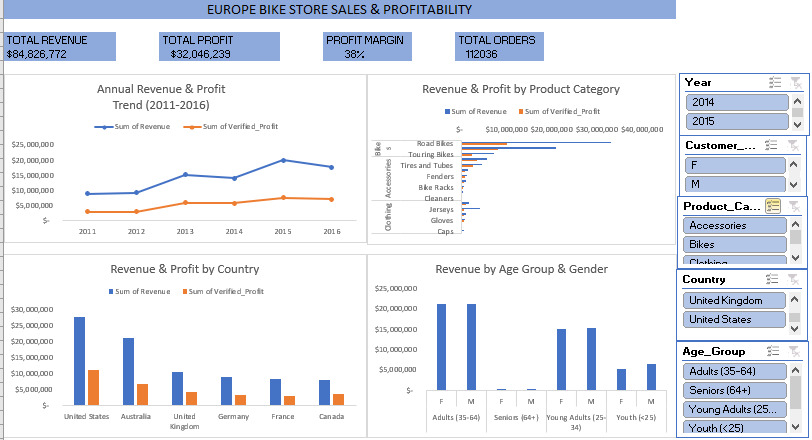 EUROPE BIKE STORE SALES & PROFITABILITY
TOTAL REVENUE
$84,826,772
TOTAL PROFIT
$32,046,239
PROFIT MARGIN
38%
TOTAL ORDERS
112036
Annual Revenue & Profit
Trend (2011-2016)
Sum of Revenue
Sum of Verified_Profit
$25,000,000
$20,000,000
$15,000,000
$10,000,000
$5,000,000
$-
2011 2012 2013 2014 2015 2016
Revenue & Profit by Product Category
Sum of Revenue
Sum of Verified_Profit
$- $10,000,000 $20,000,000 $30,000,000 $40,000,000
Bike
s
Road Bikes
Touring Bikes
Accessories
Tires and Tubes
Fenders
Bike Racks
Cleaners
Clothing
Jerseys
Gloves
Caps
Revenue & Profit by Country
Sum of Revenue
Sum of Verified_Profit
$30,000,000
$25,000,000
$20,000,000
$15,000,000
$10,000,000
$5,000,000
$-
United States
Australia
United
Kingdom
Germany
France
Canada
Revenue by Age Group & Gender
$25,000,000
$20,000,000
$15,000,000
$10,000,000
$5,000,000
$-
F M F M F M F M
Adults (35-64)
Seniors (64+)
Young Adults (25-
34)
Youth (<25)
Year
2014
2015
Customer_...
F
M
Product_Ca...
Accessories
Bikes
Clothing
Country
United Kingdom
United States
Age_Group
Adults (35-64)
Seniors (64+)
Young Adults (25...
Youth (<25)